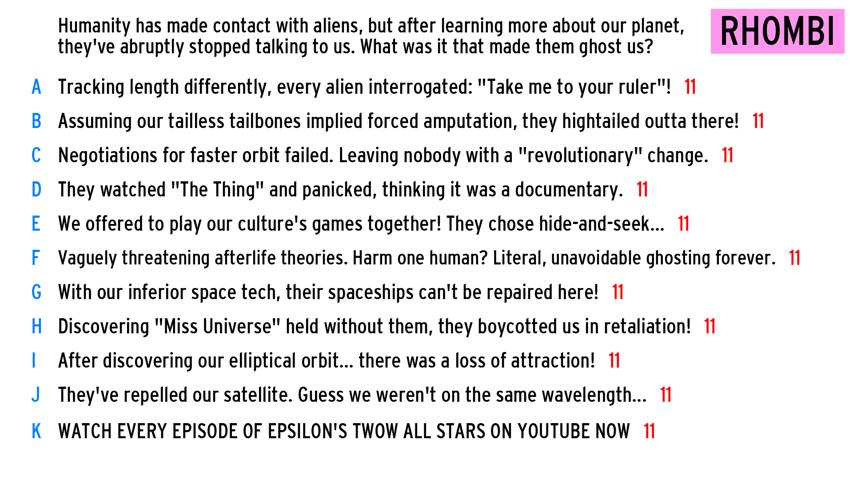 Humanity has made contact with aliens, but after learning more about our planet,
they've abruptly stopped talking to us. What was it that made them ghost us?
RHOMBI
A Tracking length differently, every alien interrogated: "Take me to your ruler"! 11
B Assuming our tailless tailbones implied forced amputation, they hightailed outta there! 11
C Negotiations for faster orbit failed. Leaving nobody with a "revolutionary" change. 11
D They watched "The Thing" and panicked, thinking it was a documentary. 11
E We offered to play our culture's games together! They chose hide-and-seek... 11
F Vaguely threatening afterlife theories. Harm one human? Literal, unavoidable ghosting forever. 11
G With our inferior space tech, their spaceships can't be repaired here! 11
H Discovering "Miss Universe" held without them, they boycotted us in retaliation! 11
I After discovering our elliptical orbit... there was a loss of attraction! 11
J They've repelled our satellite. Guess we weren't on the same wavelength... 11
K WATCH EVERY EPISODE OF EPSILON'S TWOW ALL STARS ON YOUTUBE NOW 11